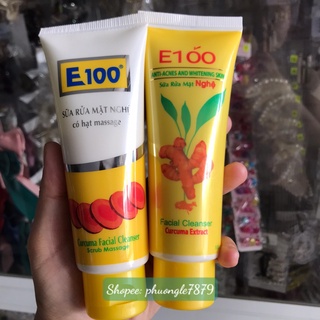 E100®
SỮA RỬA MẶT NGHỆ
có hạt massage
Curcuma Facial Cleanser
Scrub Massage
E100
ANTI-ACNES AND WHITENING SKIN
Sữa Rửa Mặt Nghệ
Facial Cleanser
Curcuma Extract
Shopee: phuongle7879